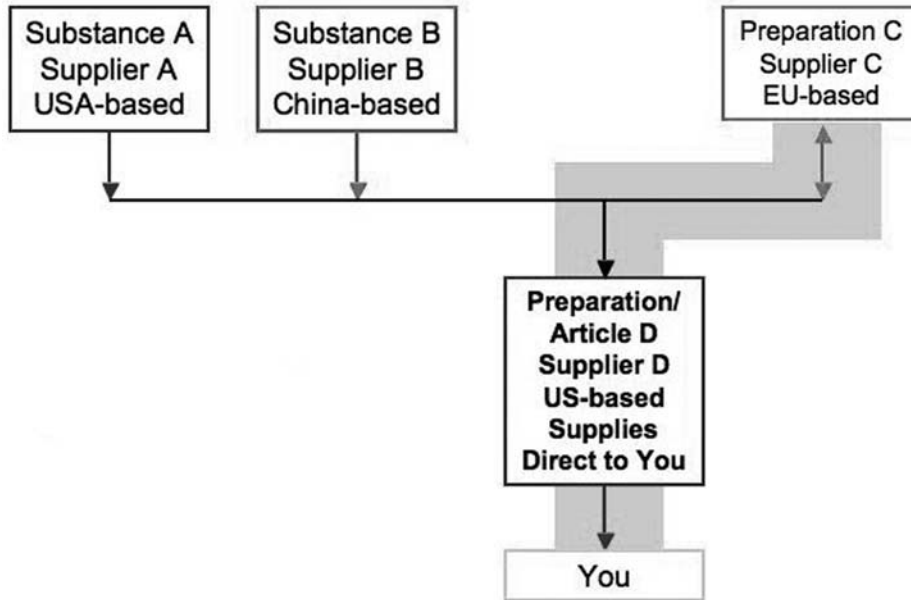 Substance A
Supplier A
USA-based
Substance B
Supplier B
China-based
Preparation C
Supplier C
EU-based
Preparation/
Article D
Supplier D
US-based
Supplies
Direct to You
You